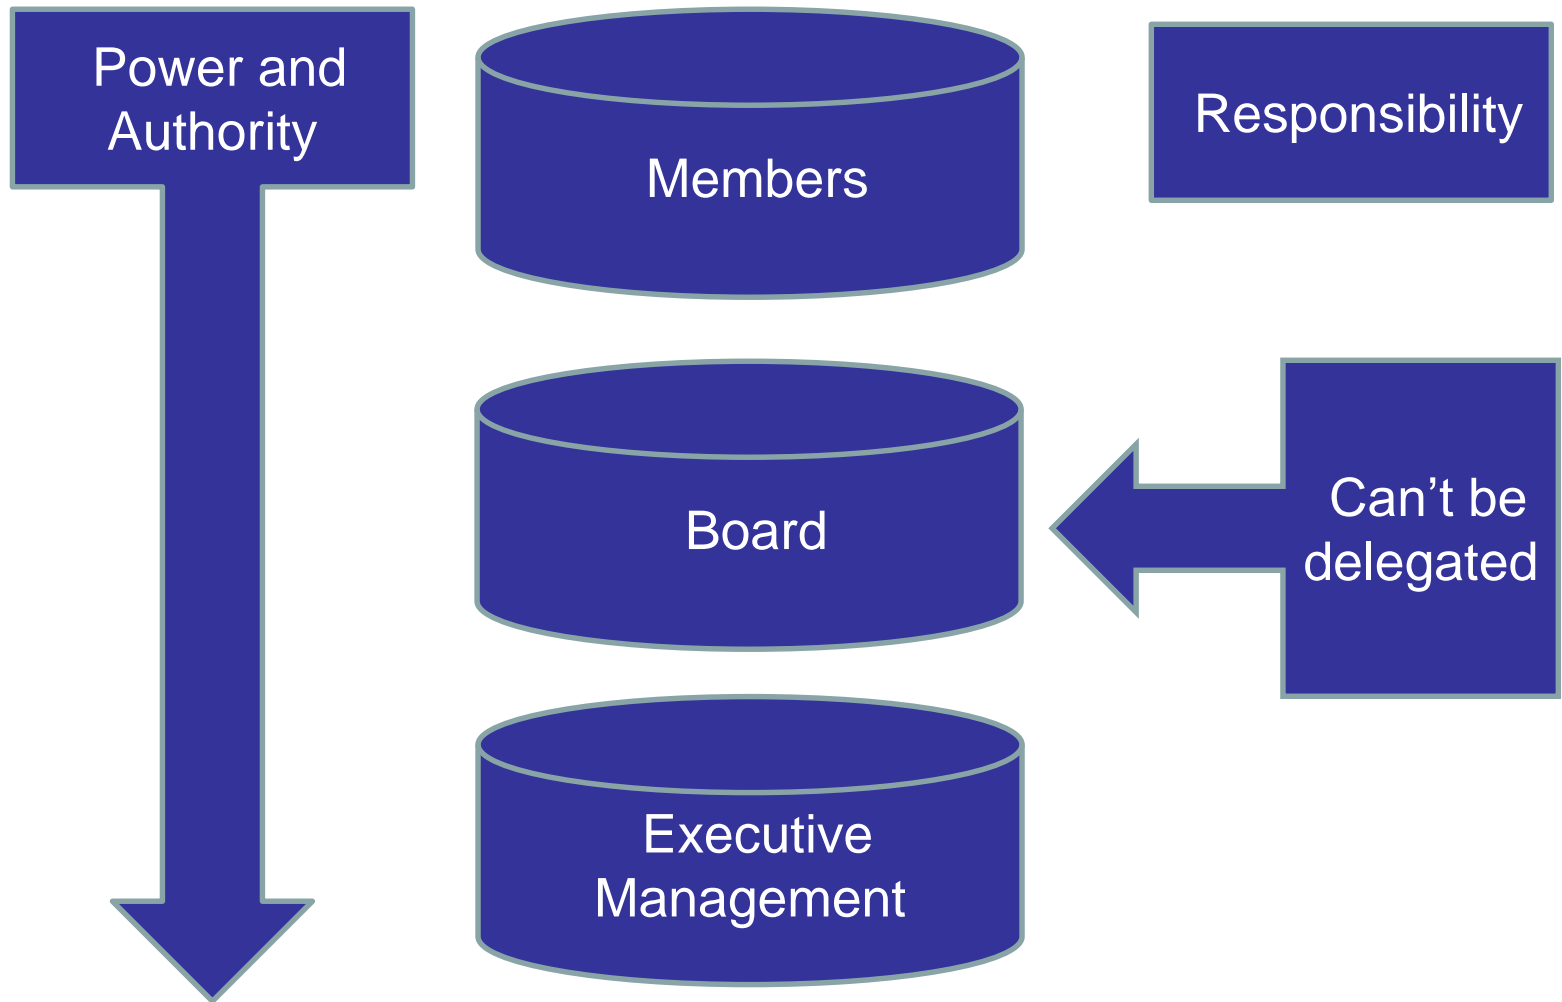 Power and
Authority
Members
Responsibility
Board
Can’t be
delegated
Executive
Management